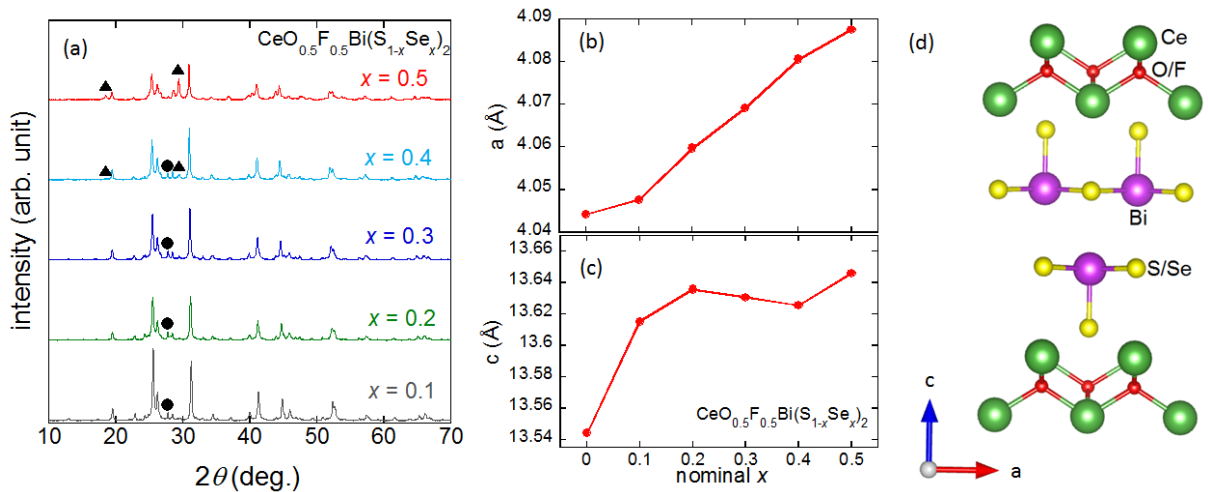 (a)
CeO0.5F0.5Bi(S1-xSex)2
x = 0.5
x = 0.4
x = 0.3
x = 0.2
x = 0.1
intensity (arb. unit)
10 20 30 40 50 60 70
2θ (deg.)
(b)
4.09
4.08
4.07
4.06
4.05
4.04
a (Å)
(c)
13.66
13.64
13.62
13.60
13.58
13.56
13.54
c (Å)
CeO0.5F0.5Bi(S1-xSex)2
0 0.1 0.2 0.3 0.4 0.5
nominal x
(d)
Ce
O/F
Bi
S/Se
c
a